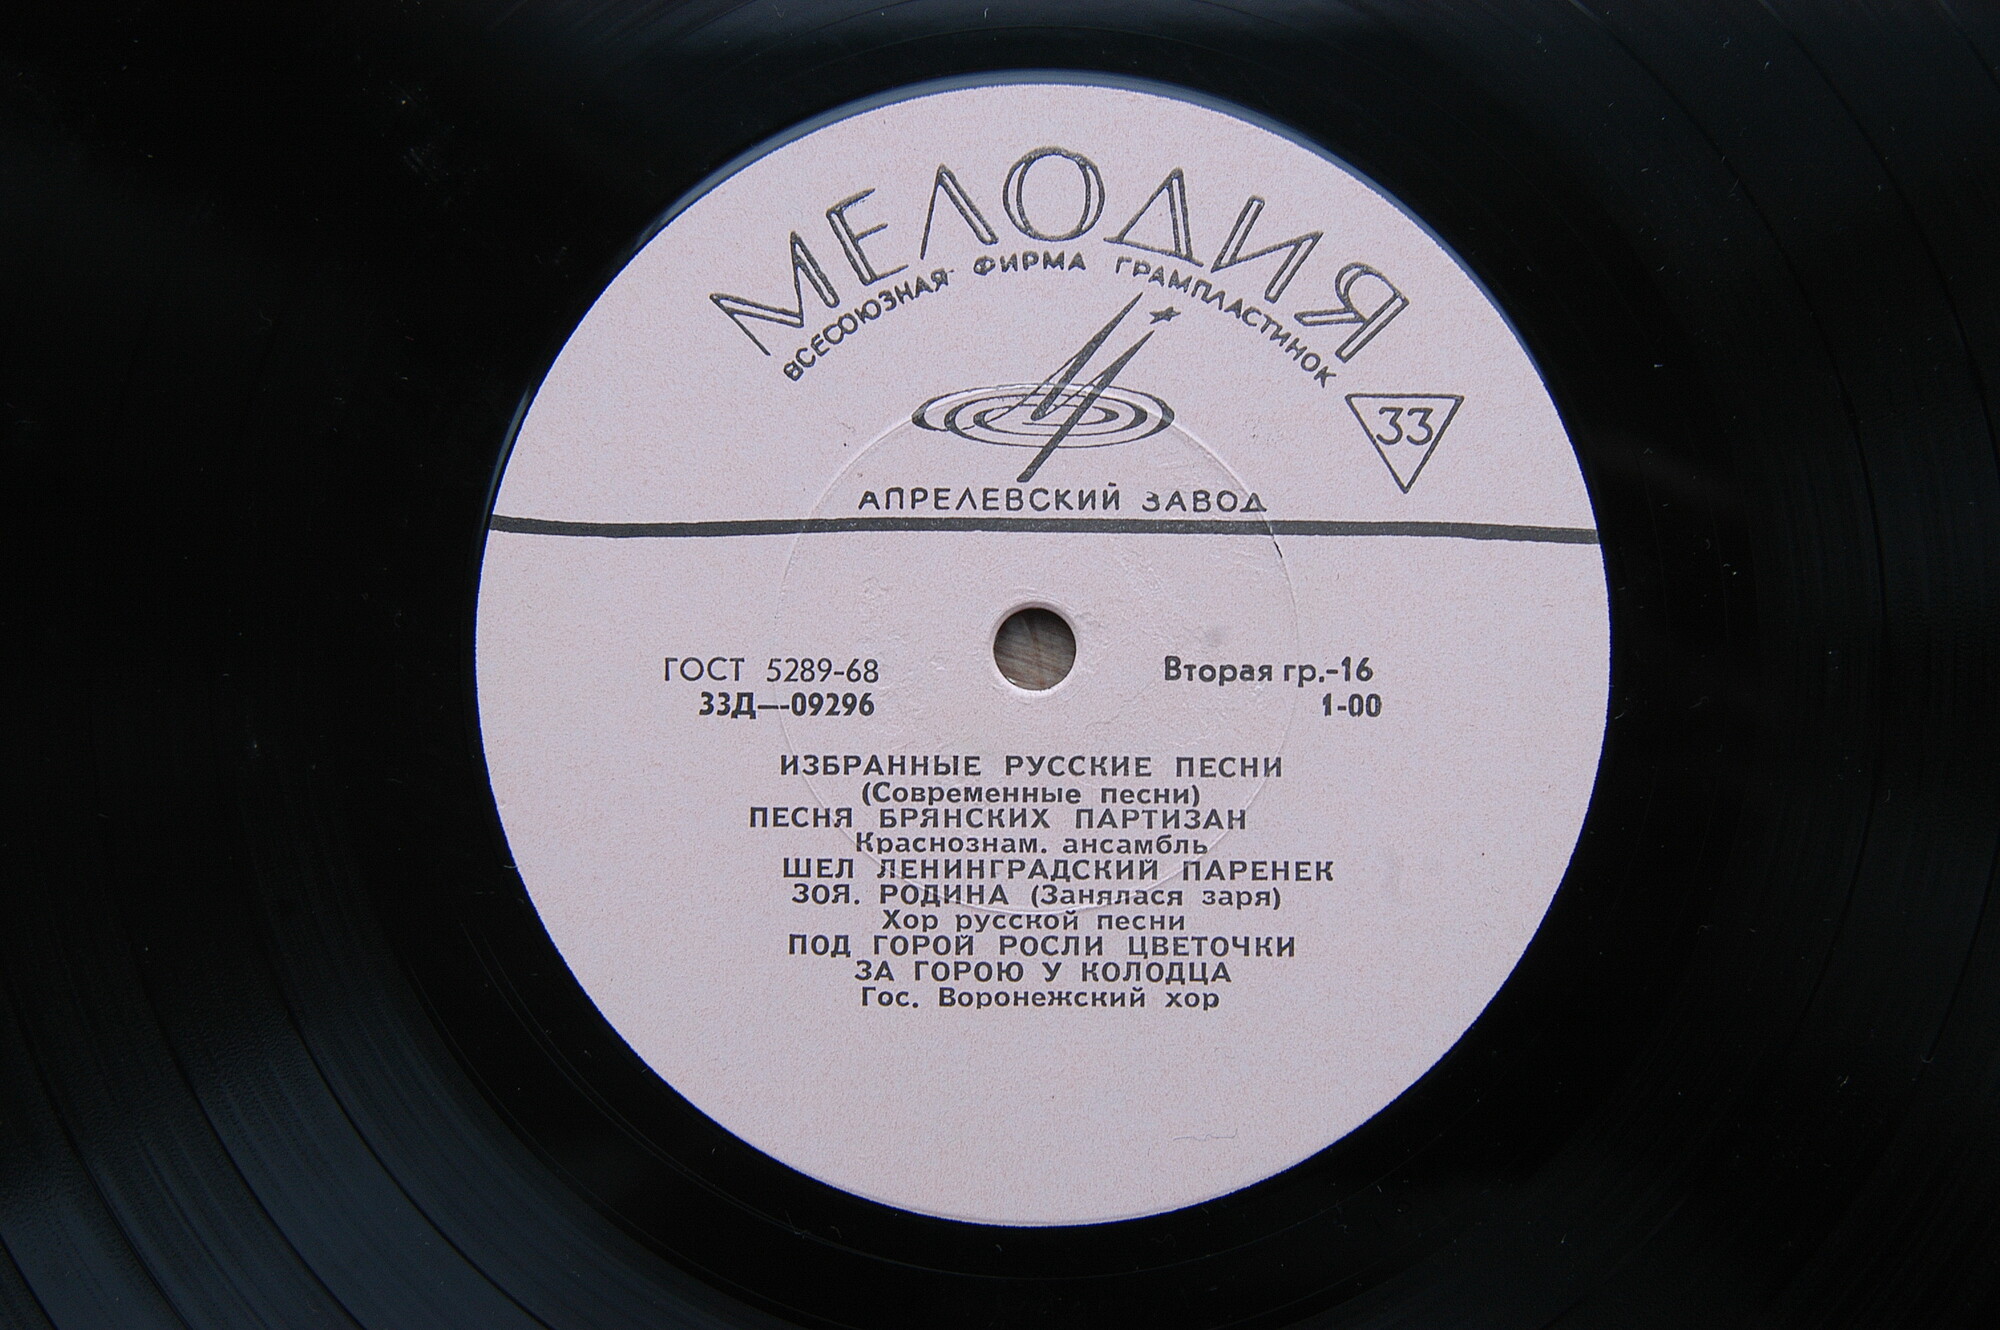 МЕЛОДИЯ
ВСЕСОЮЗНАЯ ФИРМА ГРАМПЛАСТИНОК
33
АПРЕЛЕВСКИЙ ЗАВОД
ГОСТ 5289-68
33Д—-09296
Вторая гр.-16
1-00
ИЗБРАННЫЕ РУССКИЕ ПЕСНИ
(Современные песни)
ПЕСНЯ БРЯНСКИХ ПАРТИЗАН
Краснознам. ансамбль
ШЕЛ ЛЕНИНГРАДСКИЙ ПАРЕНЕК
ЗОЯ. РОДИНА (Занялася заря)
Хор русской песни
ПОД ГОРОЙ РОСЛИ ЦВЕТОЧКИ
ЗА ГОРОЮ У КОЛОДЦА
Гос. Воронежский хор